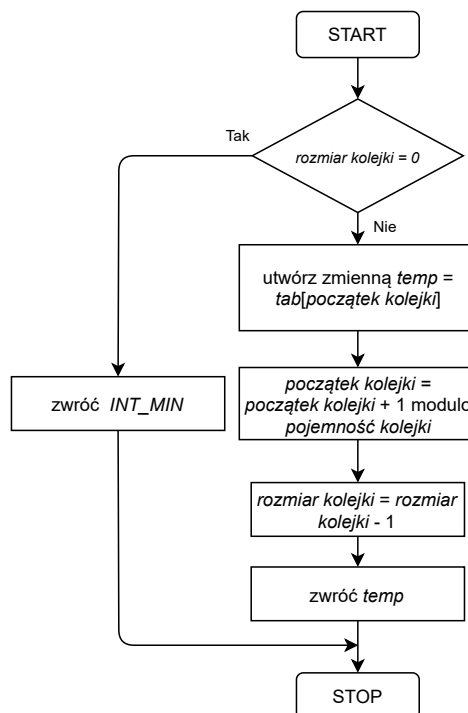 START
Tak
rozmiar kolejki = 0
Nie
utwórz zmienną temp =
tab[początek kolejki]
zwróć INT_MIN
początek kolejki =
początek kolejki + 1 modulo
pojemność kolejki
rozmiar kolejki = rozmiar
kolejki - 1
zwróć temp
STOP